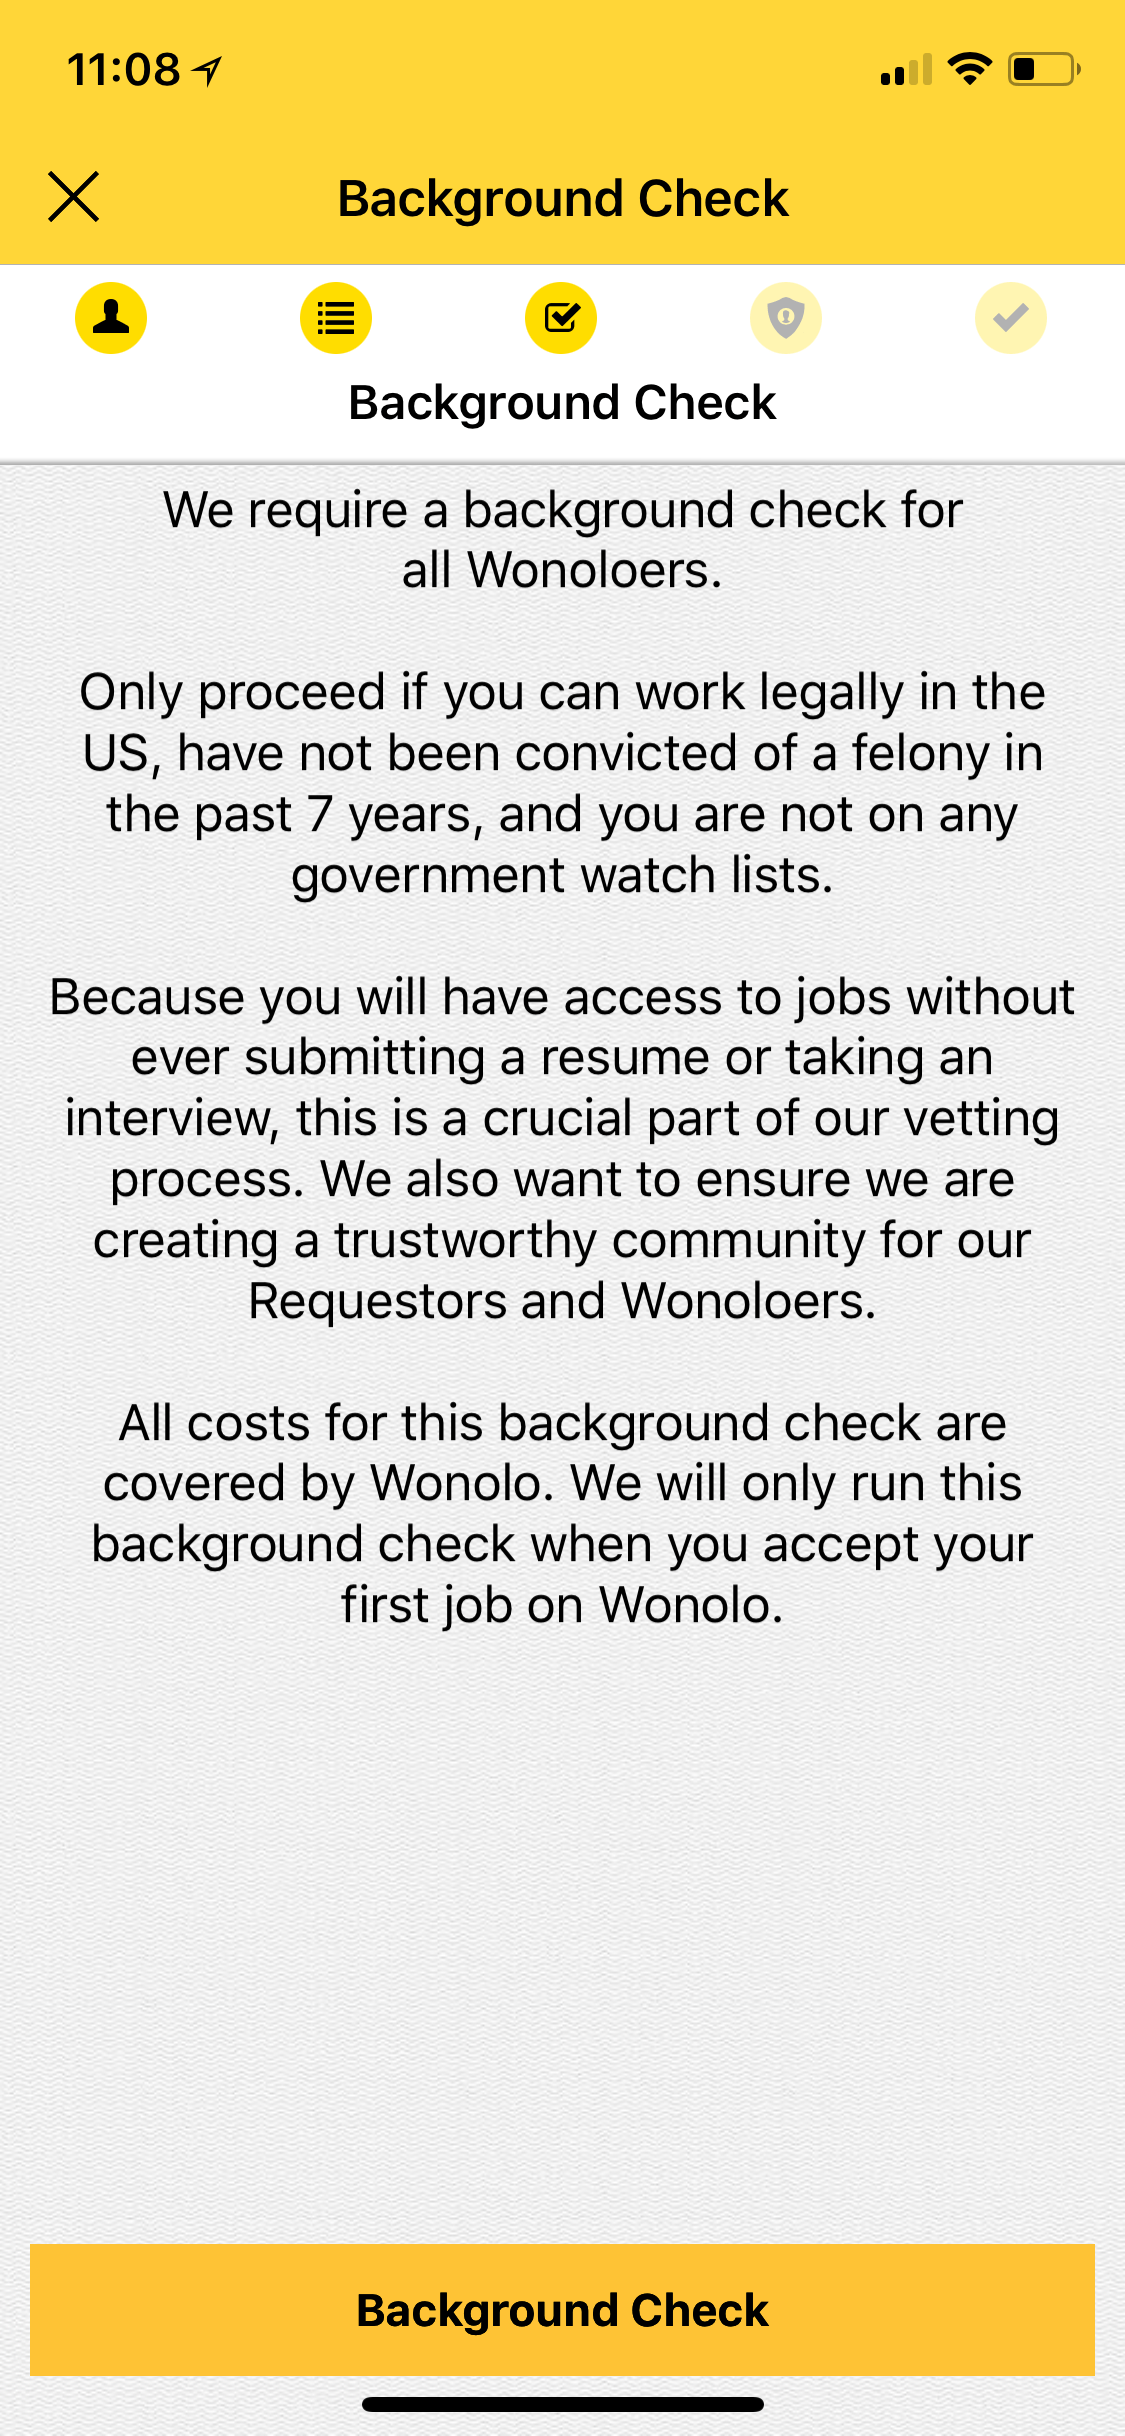 11:08
Background Check
Background Check
We require a background check for
all Wonoloers.
Only proceed if you can work legally in the
US, have not been convicted of a felony in
the past 7 years, and you are not on any
government watch lists.
Because you will have access to jobs without
ever submitting a resume or taking an
interview, this is a crucial part of our vetting
process. We also want to ensure we are
creating a trustworthy community for our
Requestors and Wonoloers.
All costs for this background check are
covered by Wonolo. We will only run this
background check when you accept your
first job on Wonolo.
Background Check